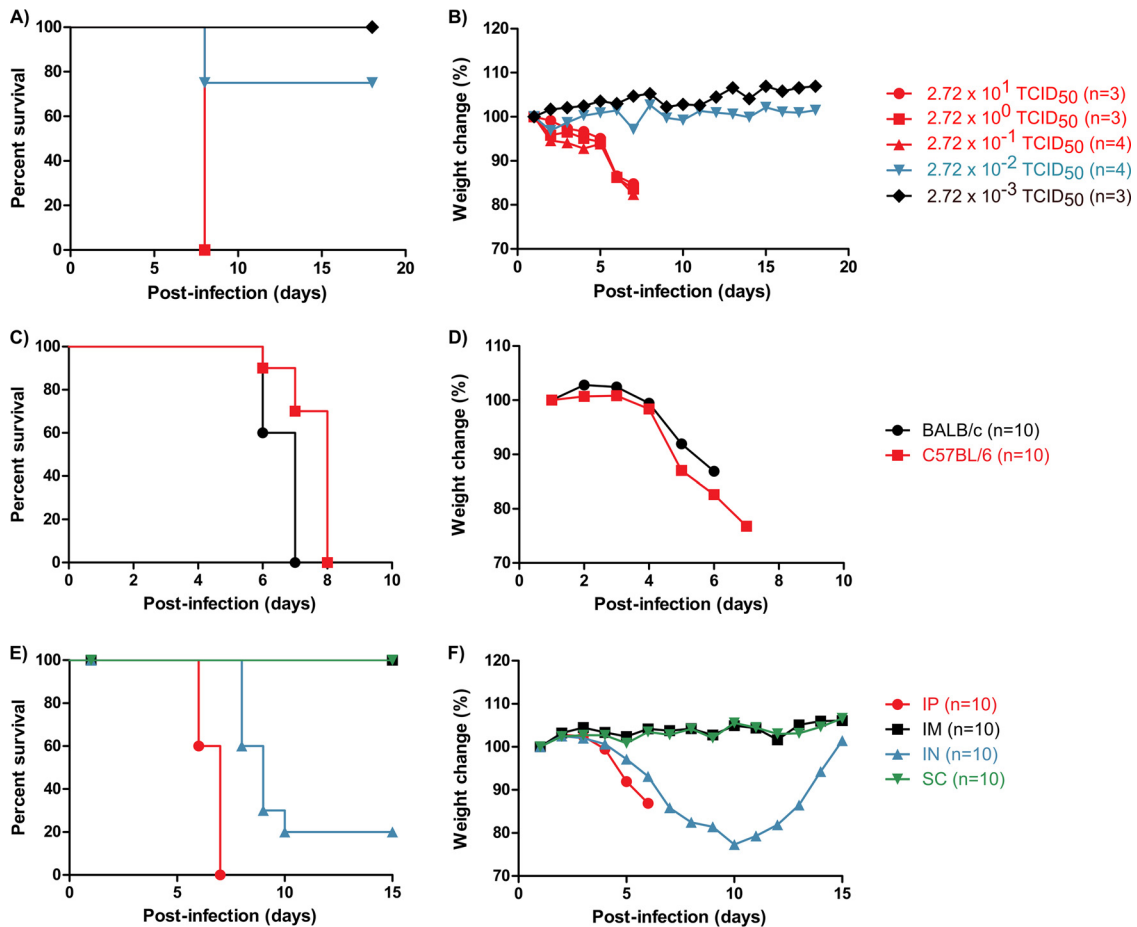 A)
Percent survival
100
80
60
40
20
0
0 5 10 15 20
Post-infection (days)
B)
Weight change (%)
120
110
100
90
80
70
0 5 10 15 20
Post-infection (days)
2.72 x 10^1 TCID50 (n=3)
2.72 x 10^0 TCID50 (n=3)
2.72 x 10^-1 TCID50 (n=4)
2.72 x 10^-2 TCID50 (n=4)
2.72 x 10^-3 TCID50 (n=3)
C)
Percent survival
100
80
60
40
20
0
0 2 4 6 8 10
Post-infection (days)
D)
Weight change (%)
110
100
90
80
70
0 2 4 6 8 10
Post-infection (days)
BALB/c (n=10)
C57BL/6 (n=10)
E)
Percent survival
100
80
60
40
20
0
0 5 10 15
Post-infection (days)
F)
Weight change (%)
120
110
100
90
80
70
0 5 10 15
Post-infection (days)
IP (n=10)
IM (n=10)
IN (n=10)
SC (n=10)